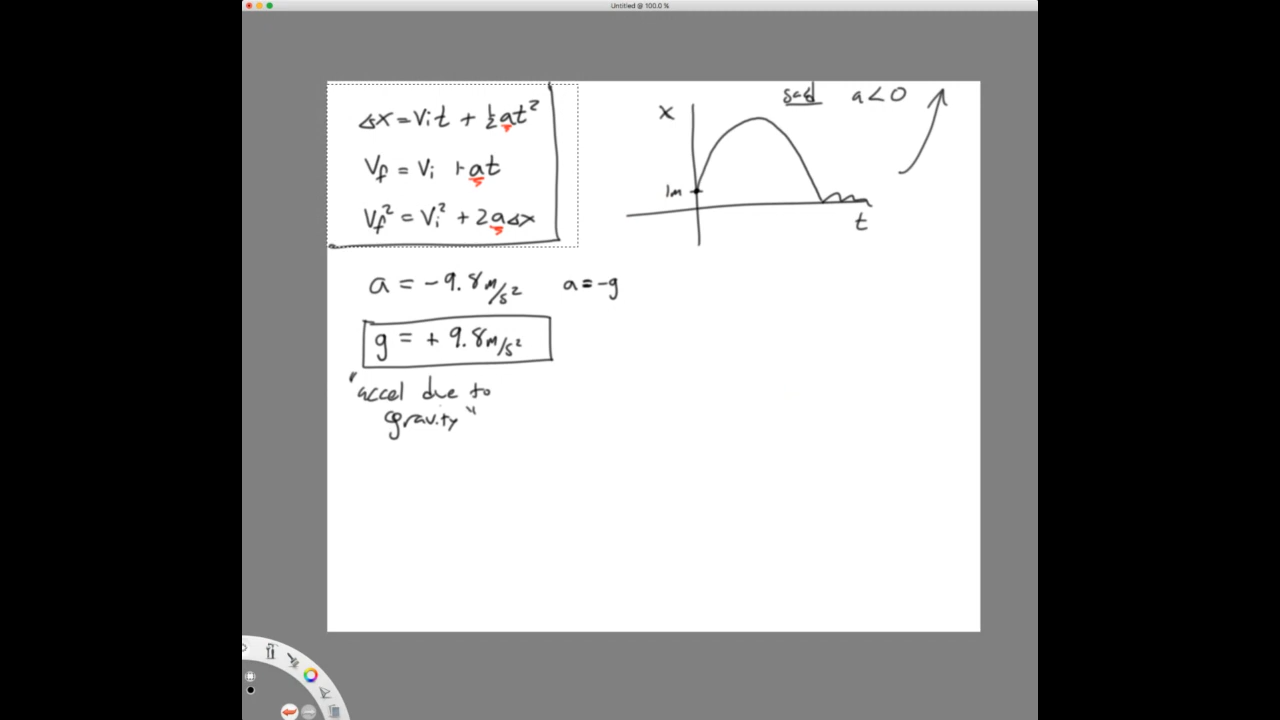 Untitled @ 100.0 %
Δx = Vit + ½at²
Vf = Vi + at
Vf² = Vi² + 2aΔx
sad a < 0
x
1m
t
a = -9.8 m/s² a = -g
g = + 9.8 m/s²
"accel due to
gravity"